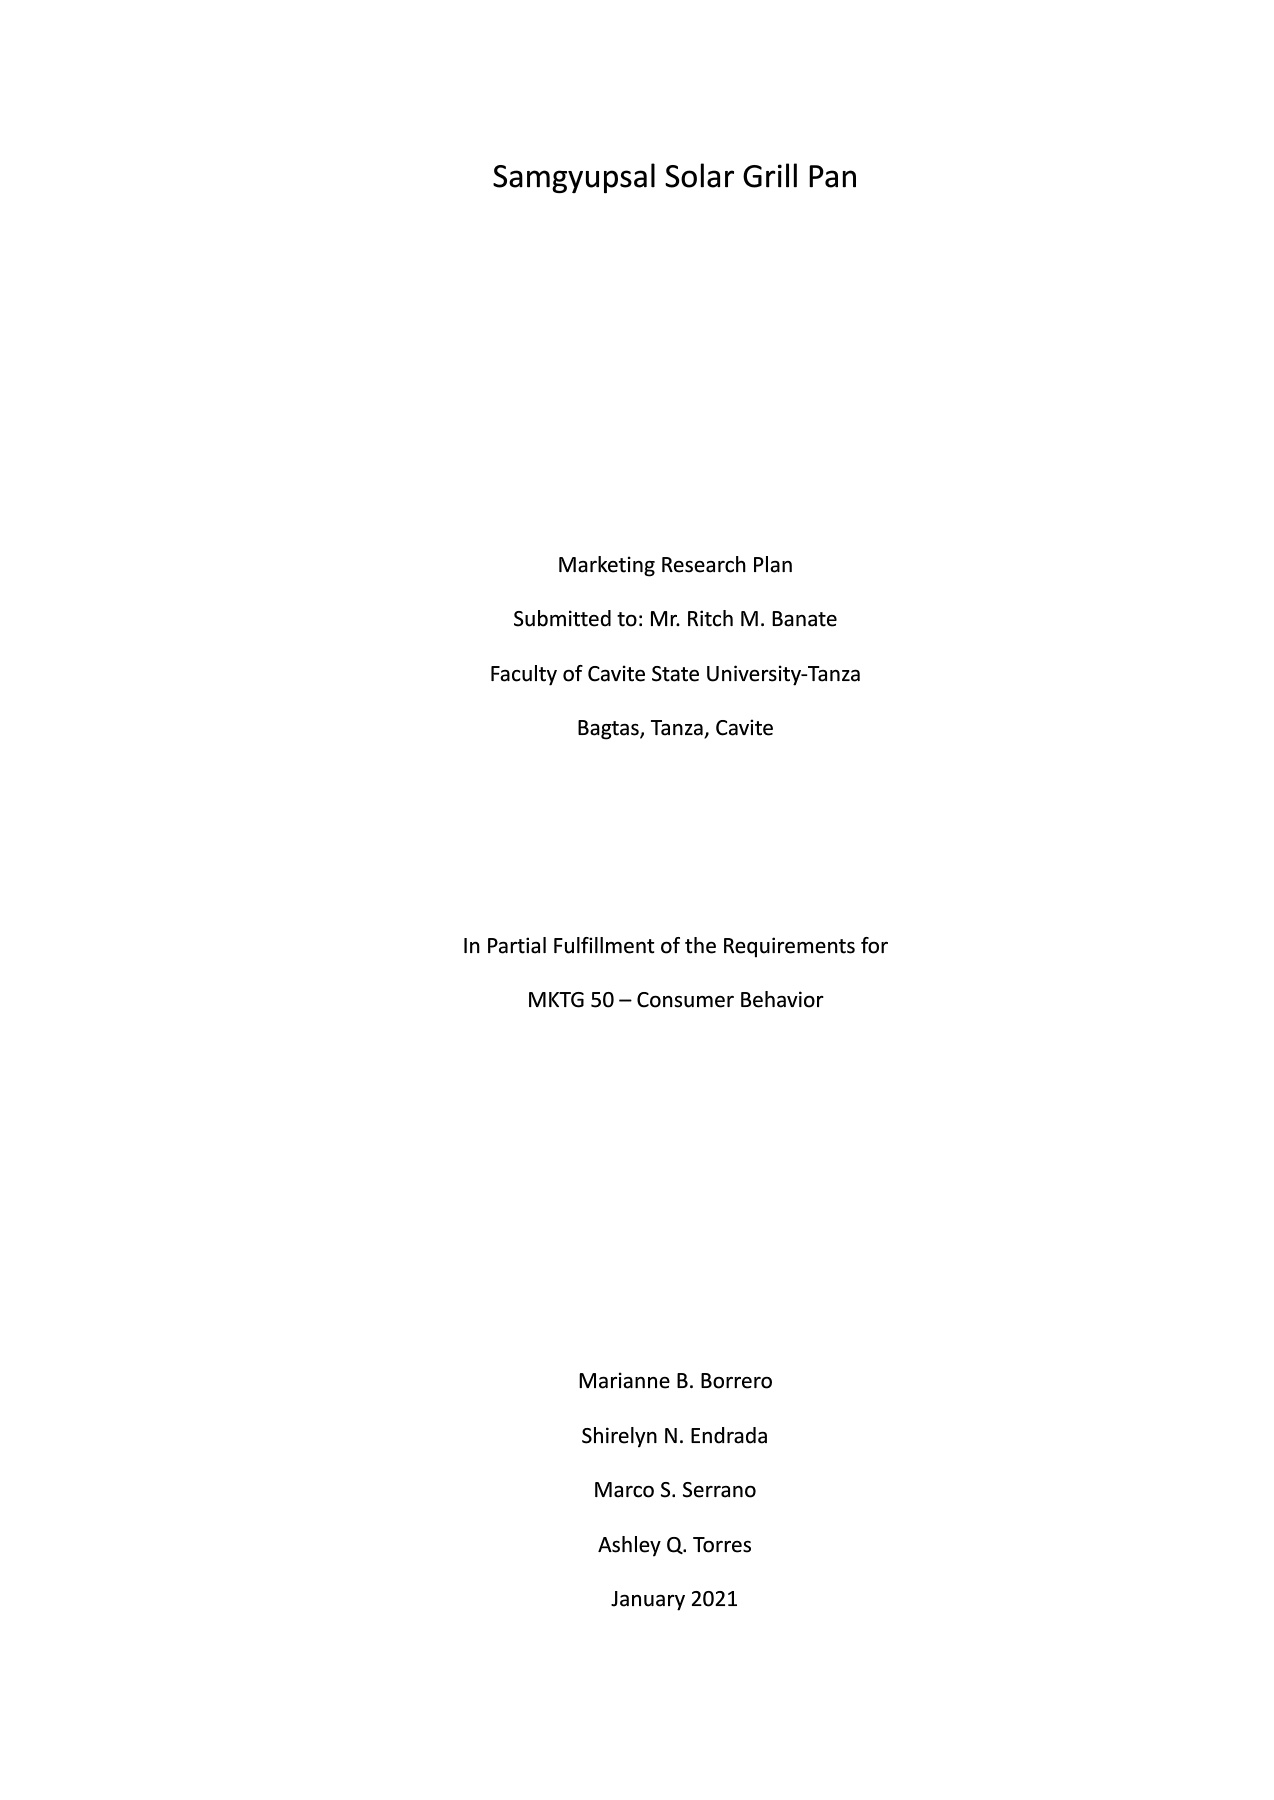 Samgyupsal Solar Grill Pan
Marketing Research Plan
Submitted to: Mr. Ritch M. Banate
Faculty of Cavite State University-Tanza
Bagtas, Tanza, Cavite
In Partial Fulfillment of the Requirements for
MKTG 50 – Consumer Behavior
Marianne B. Borrero
Shirelyn N. Endrada
Marco S. Serrano
Ashley Q. Torres
January 2021